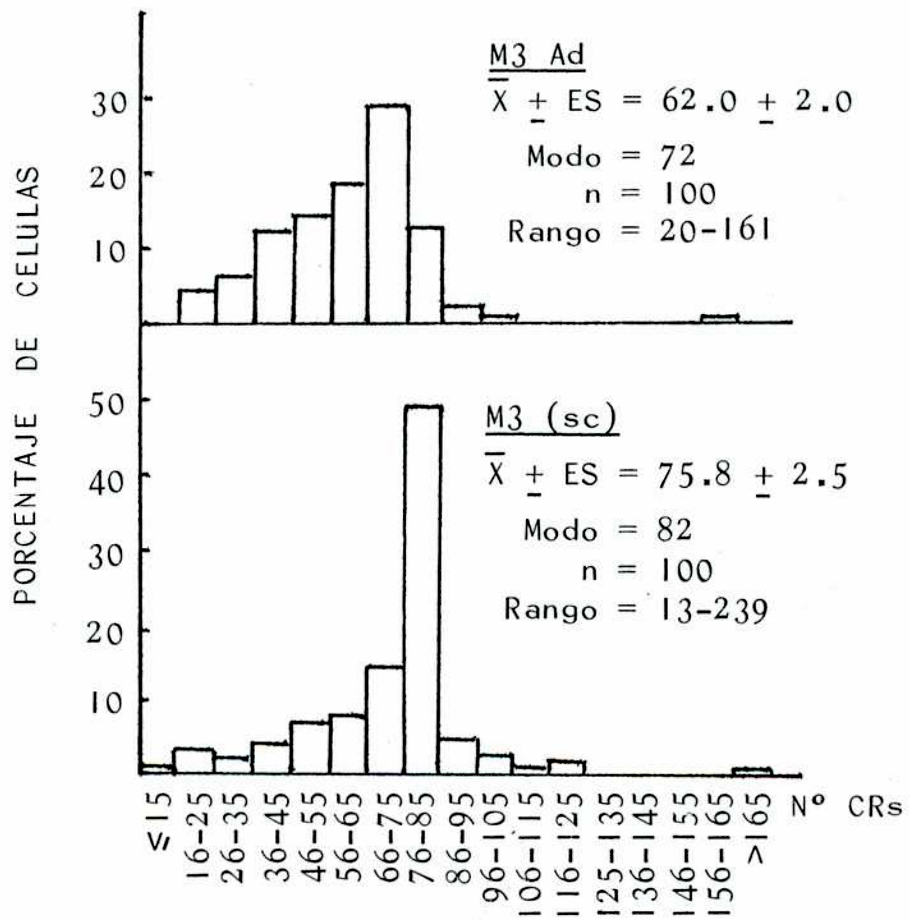 PORCENTAJE DE CELULAS
30
20
10
M3 Ad
X̅ ± ES = 62.0 ± 2.0
Modo = 72
n = 100
Rango = 20-161
50
40
30
20
10
M3 (sc)
X̅ ± ES = 75.8 ± 2.5
Modo = 82
n = 100
Rango = 13-239
≤15
16-25
26-35
36-45
46-55
56-65
66-75
76-85
86-95
96-105
106-115
116-125
125-135
136-145
146-155
156-165
>165
Nº CRs